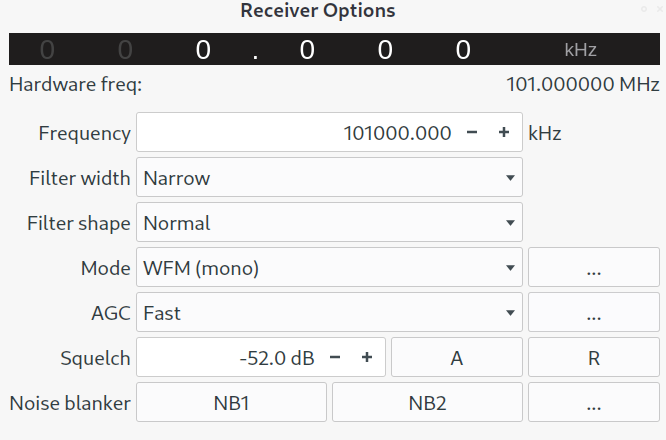 Receiver Options
0 0 0 . 0 0 0 kHz
Hardware freq: 101.000000 MHz
Frequency 101000.000 − + kHz
Filter width Narrow
Filter shape Normal
Mode WFM (mono) ...
AGC Fast ...
Squelch -52.0 dB − + A R
Noise blanker NB1 NB2 ...